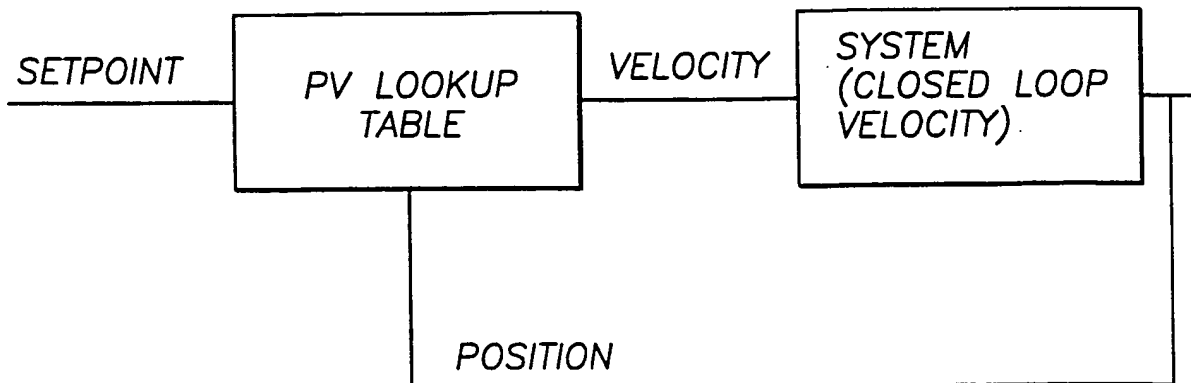 SETPOINT
PV LOOKUP
TABLE
VELOCITY
SYSTEM
(CLOSED LOOP
VELOCITY)
POSITION